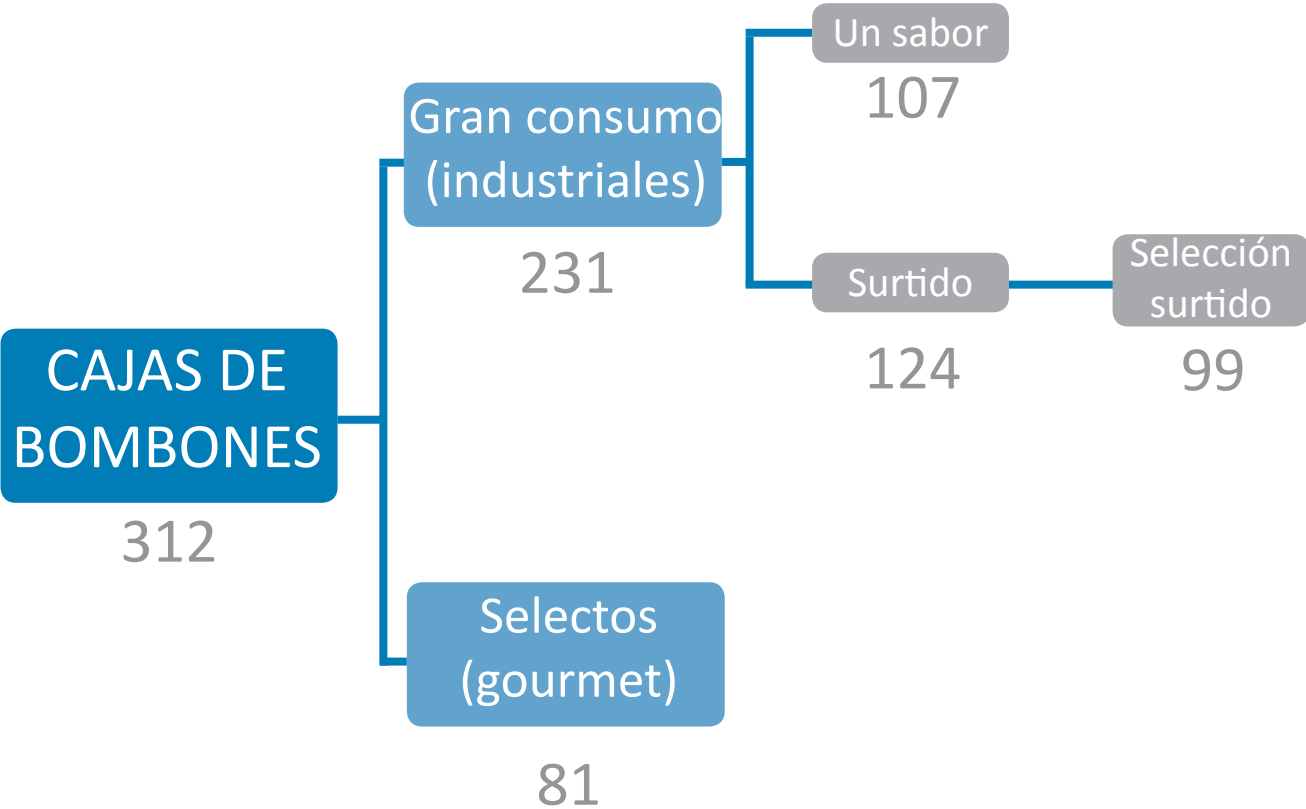 CAJAS DE
BOMBONES
312
Gran consumo
(industriales)
231
Un sabor
107
Surtido
124
Selección
surtido
99
Selectos
(gourmet)
81